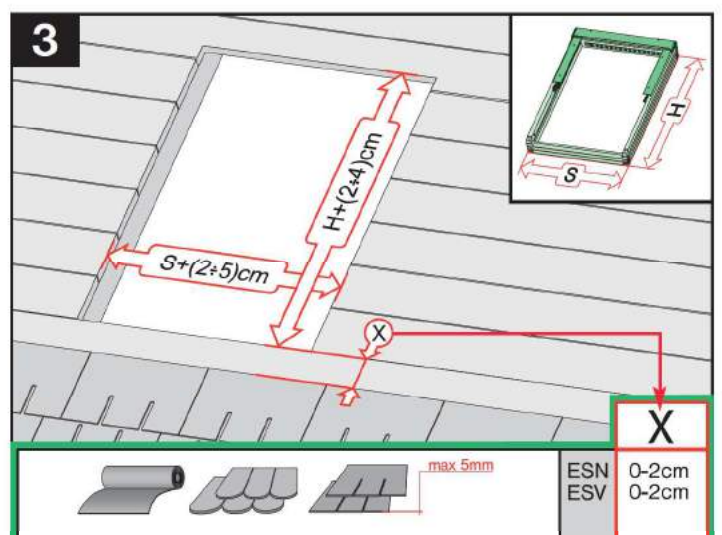 3
H
S
H+(2÷4)cm
S+(2÷5)cm
X
X
max 5mm
ESN 0-2cm
ESV 0-2cm